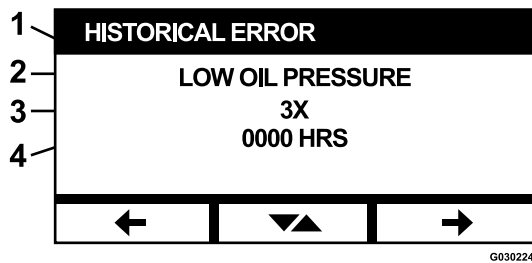 1 HISTORICAL ERROR
2 LOW OIL PRESSURE
3 3X
4 0000 HRS
G030224